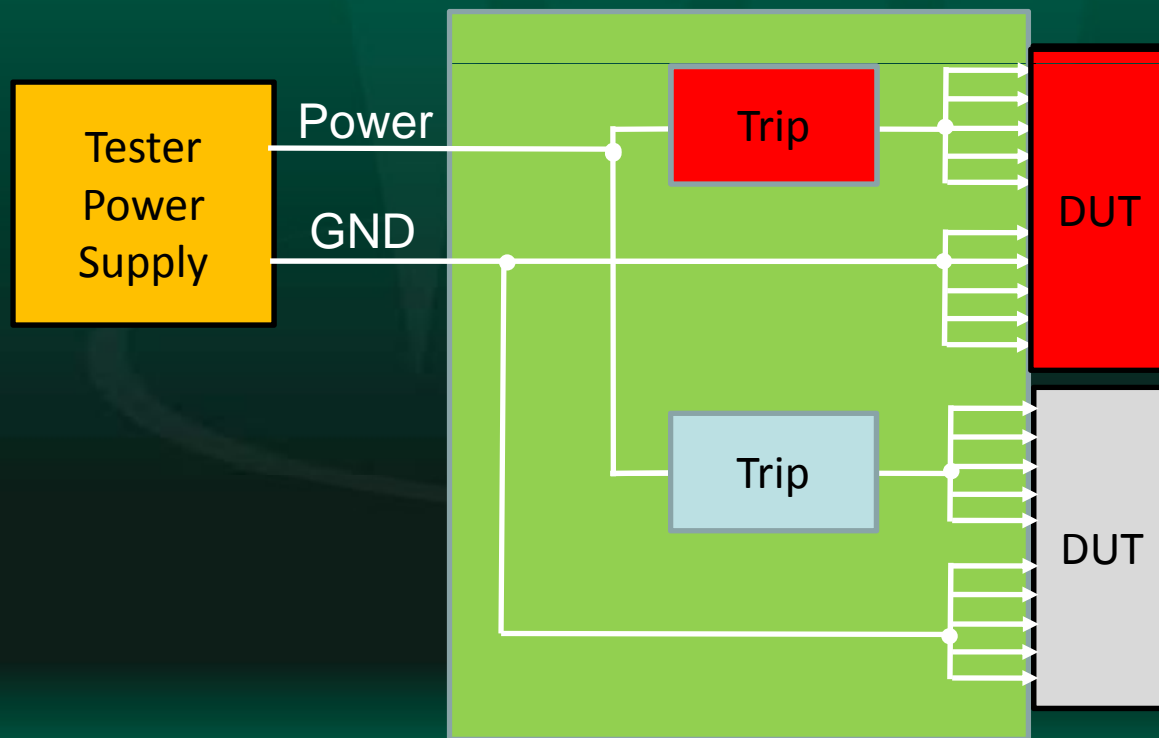 Tester
Power
Supply
Power
GND
Trip
DUT
Trip
DUT